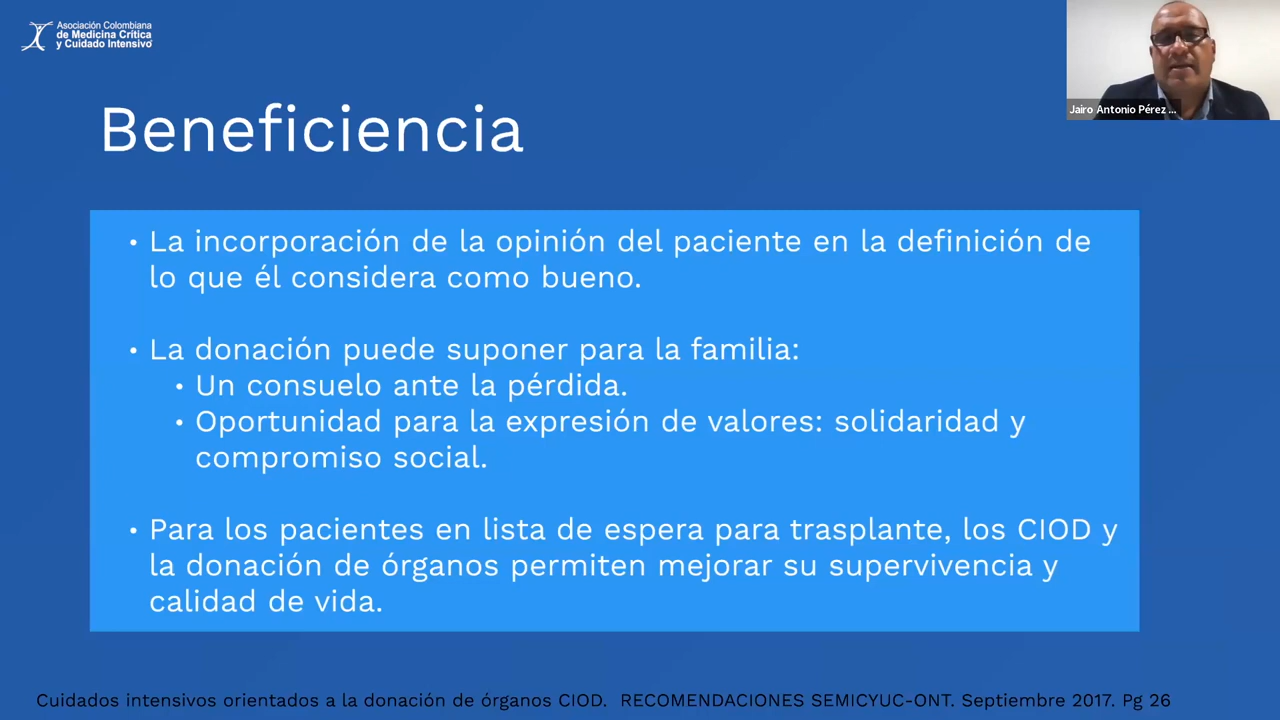 Asociación Colombiana
de Medicina Crítica
y Cuidado Intensivo
Jairo Antonio Pérez ...
Beneficiencia
• La incorporación de la opinión del paciente en la definición de
lo que él considera como bueno.
• La donación puede suponer para la familia:
• Un consuelo ante la pérdida.
• Oportunidad para la expresión de valores: solidaridad y
compromiso social.
• Para los pacientes en lista de espera para trasplante, los CIOD y
la donación de órganos permiten mejorar su supervivencia y
calidad de vida.
Cuidados intensivos orientados a la donación de órganos CIOD. RECOMENDACIONES SEMICYUC-ONT. Septiembre 2017. Pg 26